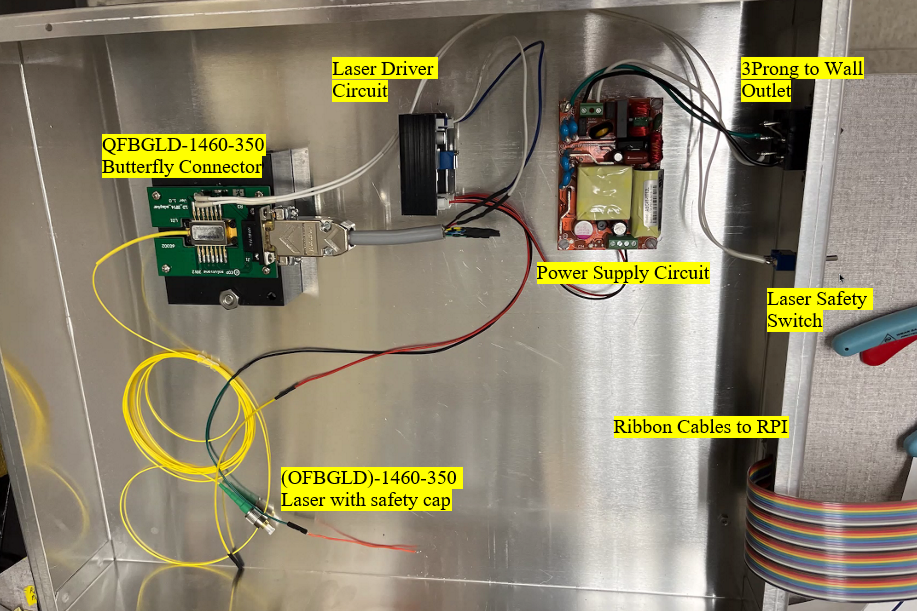 Laser Driver
Circuit
3Prong to Wall
Outlet
QFBGLD-1460-350
Butterfly Connector
Power Supply Circuit
Laser Safety
Switch
Ribbon Cables to RPI
(OFBGLD)-1460-350
Laser with safety cap